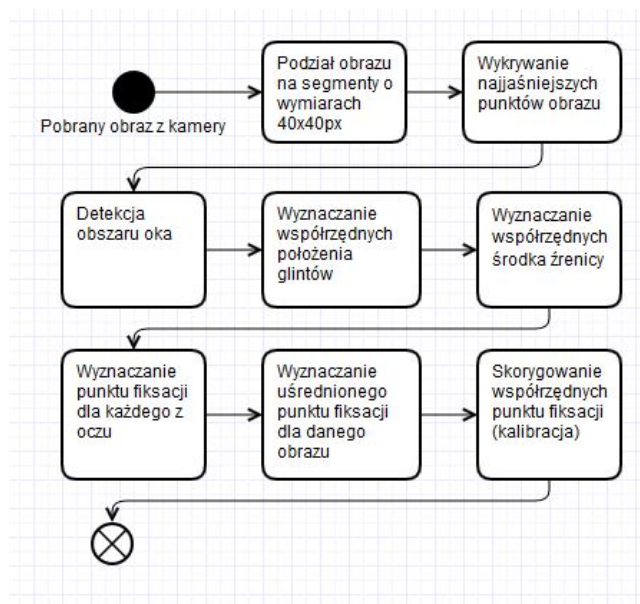 Pobrany obraz z kamery
Podział obrazu
na segmenty o
wymiarach
40x40px
Wykrywanie
najjaśniejszych
punktów obrazu
Detekcja
obszaru oka
Wyznaczanie
współrzędnych
położenia
glintów
Wyznaczanie
współrzędnych
środka źrenicy
Wyznaczanie
punktu fiksacji
dla każdego z
oczu
Wyznaczanie
uśrednionego
punktu fiksacji
dla danego
obrazu
Skorygowanie
współrzędnych
punktu fiksacji
(kalibracja)